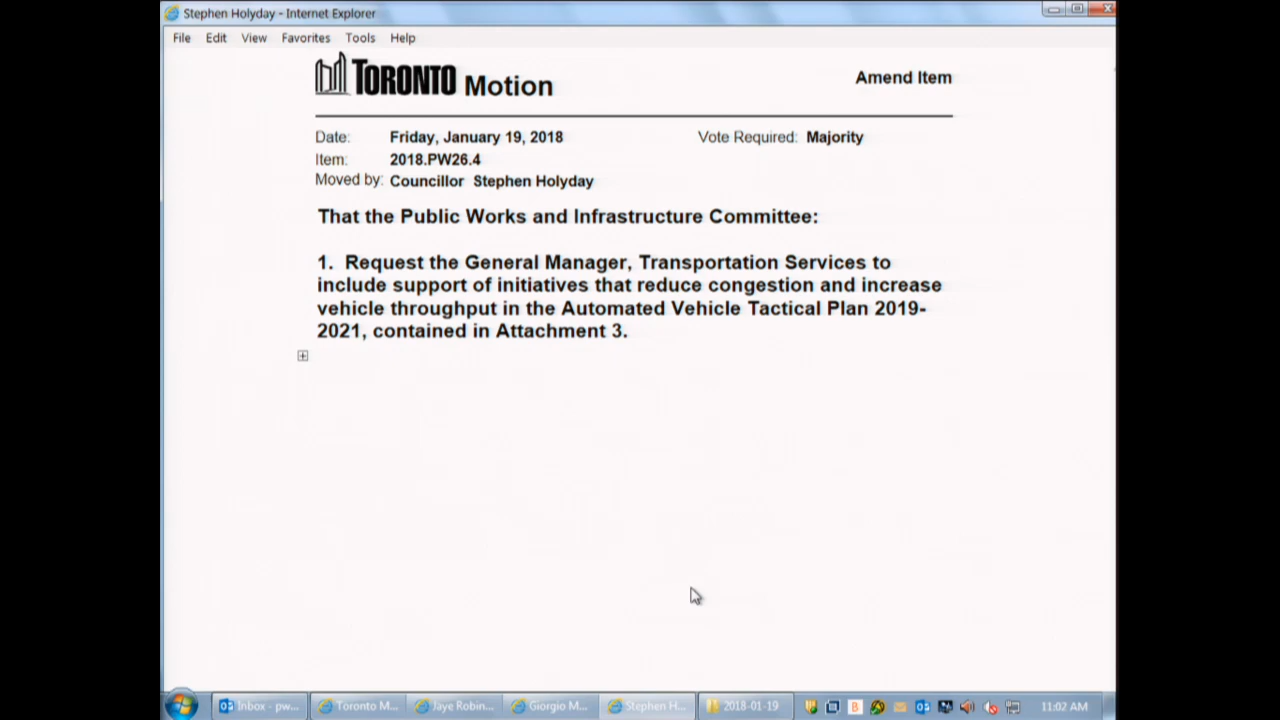 Stephen Holyday - Internet Explorer
File Edit View Favorites Tools Help
TORONTO Motion
Amend Item
Date: Friday, January 19, 2018
Vote Required: Majority
Item: 2018.PW26.4
Moved by: Councillor Stephen Holyday
That the Public Works and Infrastructure Committee:
1. Request the General Manager, Transportation Services to
include support of initiatives that reduce congestion and increase
vehicle throughput in the Automated Vehicle Tactical Plan 2019-
2021, contained in Attachment 3.
Inbox - pw... Toronto M... Jaye Robin... Giorgio M... Stephen H... 2018-01-19 11:02 AM